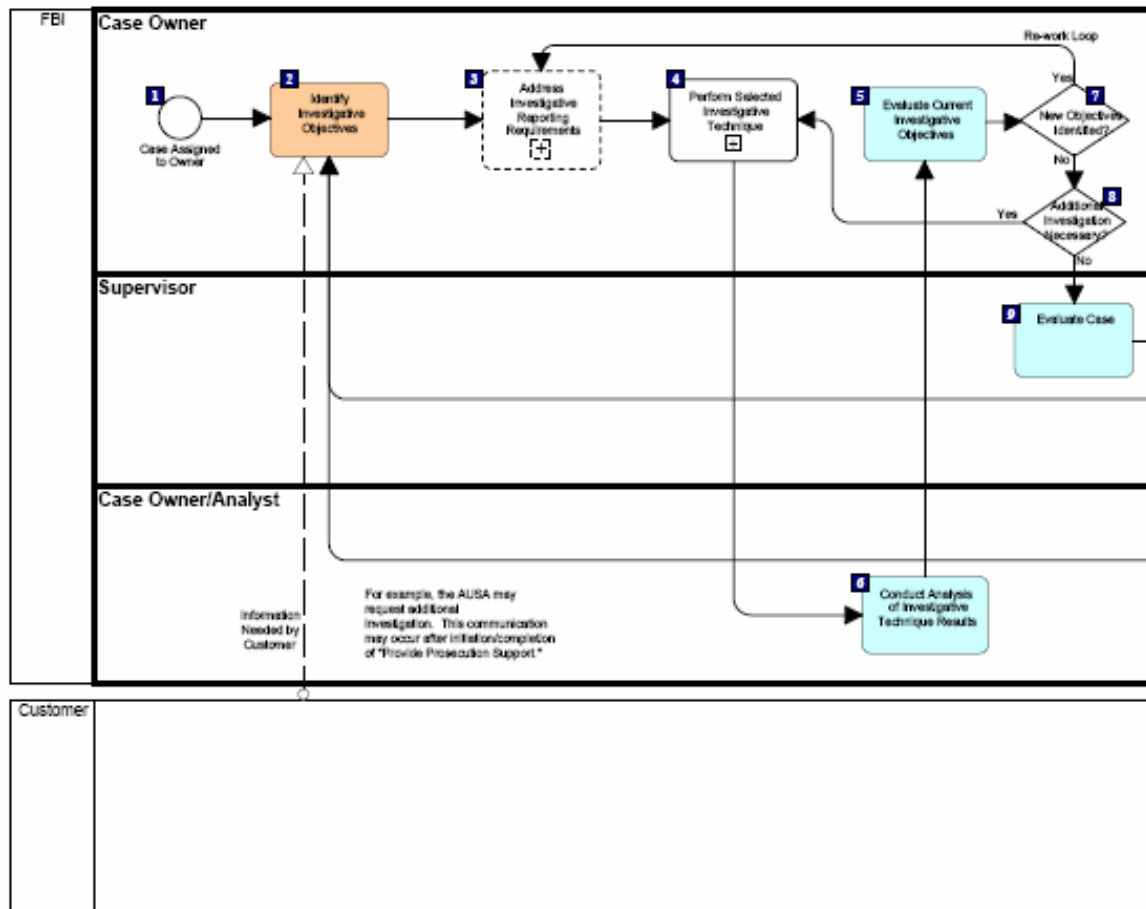 FBI
Case Owner
Re-work Loop
1
Case Assigned
to Owner
2
Identify
Investigative
Objectives
3
Address
Investigative
Reporting
Requirements
4
Perform Selected
Investigative
Technique
5
Evaluate Current
Investigative
Objectives
Yes
7
New Objectives
Identified?
No
8
Additional
Investigation
Necessary?
Yes
No
Supervisor
9
Evaluate Case
Case Owner/Analyst
6
Conduct Analysis
of Investigative
Technique Results
Information
Needed by
Customer
For example, the AUSA may
request additional
investigation. This communication
may occur after initiation/completion
of "Provide Prosecution Support."
Customer